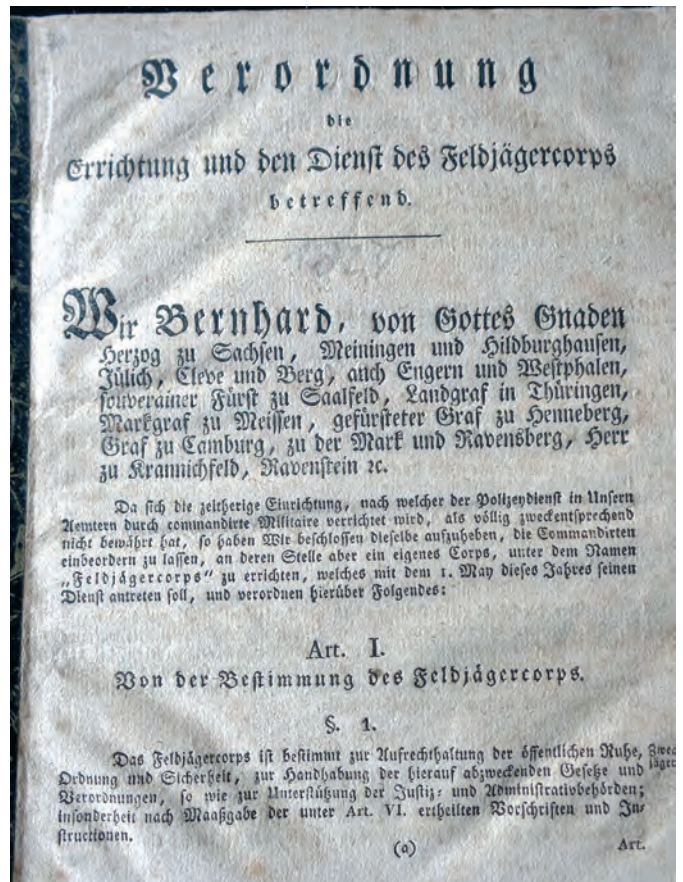 Verordnung
die
Errichtung und den Dienst des Feldjägercorps
betreffend.
Wir Bernhard, von Gottes Gnaden
Herzog zu Sachsen, Meiningen und Hildburghausen,
Jülich, Cleve und Berg, auch Engern und Westphalen,
souverainer Fürst zu Saalfeld, Landgraf in Thüringen,
Markgraf zu Meissen, gefürsteter Graf zu Henneberg,
Graf zu Camburg, zu der Mark und Ravensberg, Herr
zu Krannichfeld, Ravenstein ꝛc.
Da sich die zeitherige Einrichtung, nach welcher der Polizeydienst in Unsern
Aemtern durch commandirte Militaire verrichtet wird, als völlig zweckentsprechend
nicht bewährt hat, so haben Wir beschlossen dieselbe aufzuheben, die Commandirten
einbeordern zu lassen, an deren Stelle aber ein eigenes Corps, unter dem Namen
„Feldjägercorps" zu errichten, welches mit dem 1. May dieses Jahres seinen
Dienst antreten soll, und verordnen hierüber Folgendes:
Art. I.
Von der Bestimmung des Feldjägercorps.
§. 1.
Das Feldjägercorps ist bestimmt zur Aufrechthaltung der öffentlichen Ruhe,
Ordnung und Sicherheit, zur Handhabung der hierauf abzweckenden Gesetze und
Verordnungen, so wie zur Unterstützung der Justiz- und Administrativbehörden;
insonderheit nach Maaßgabe der unter Art. VI. ertheilten Vorschriften und In-
structionen.
(a) Art.